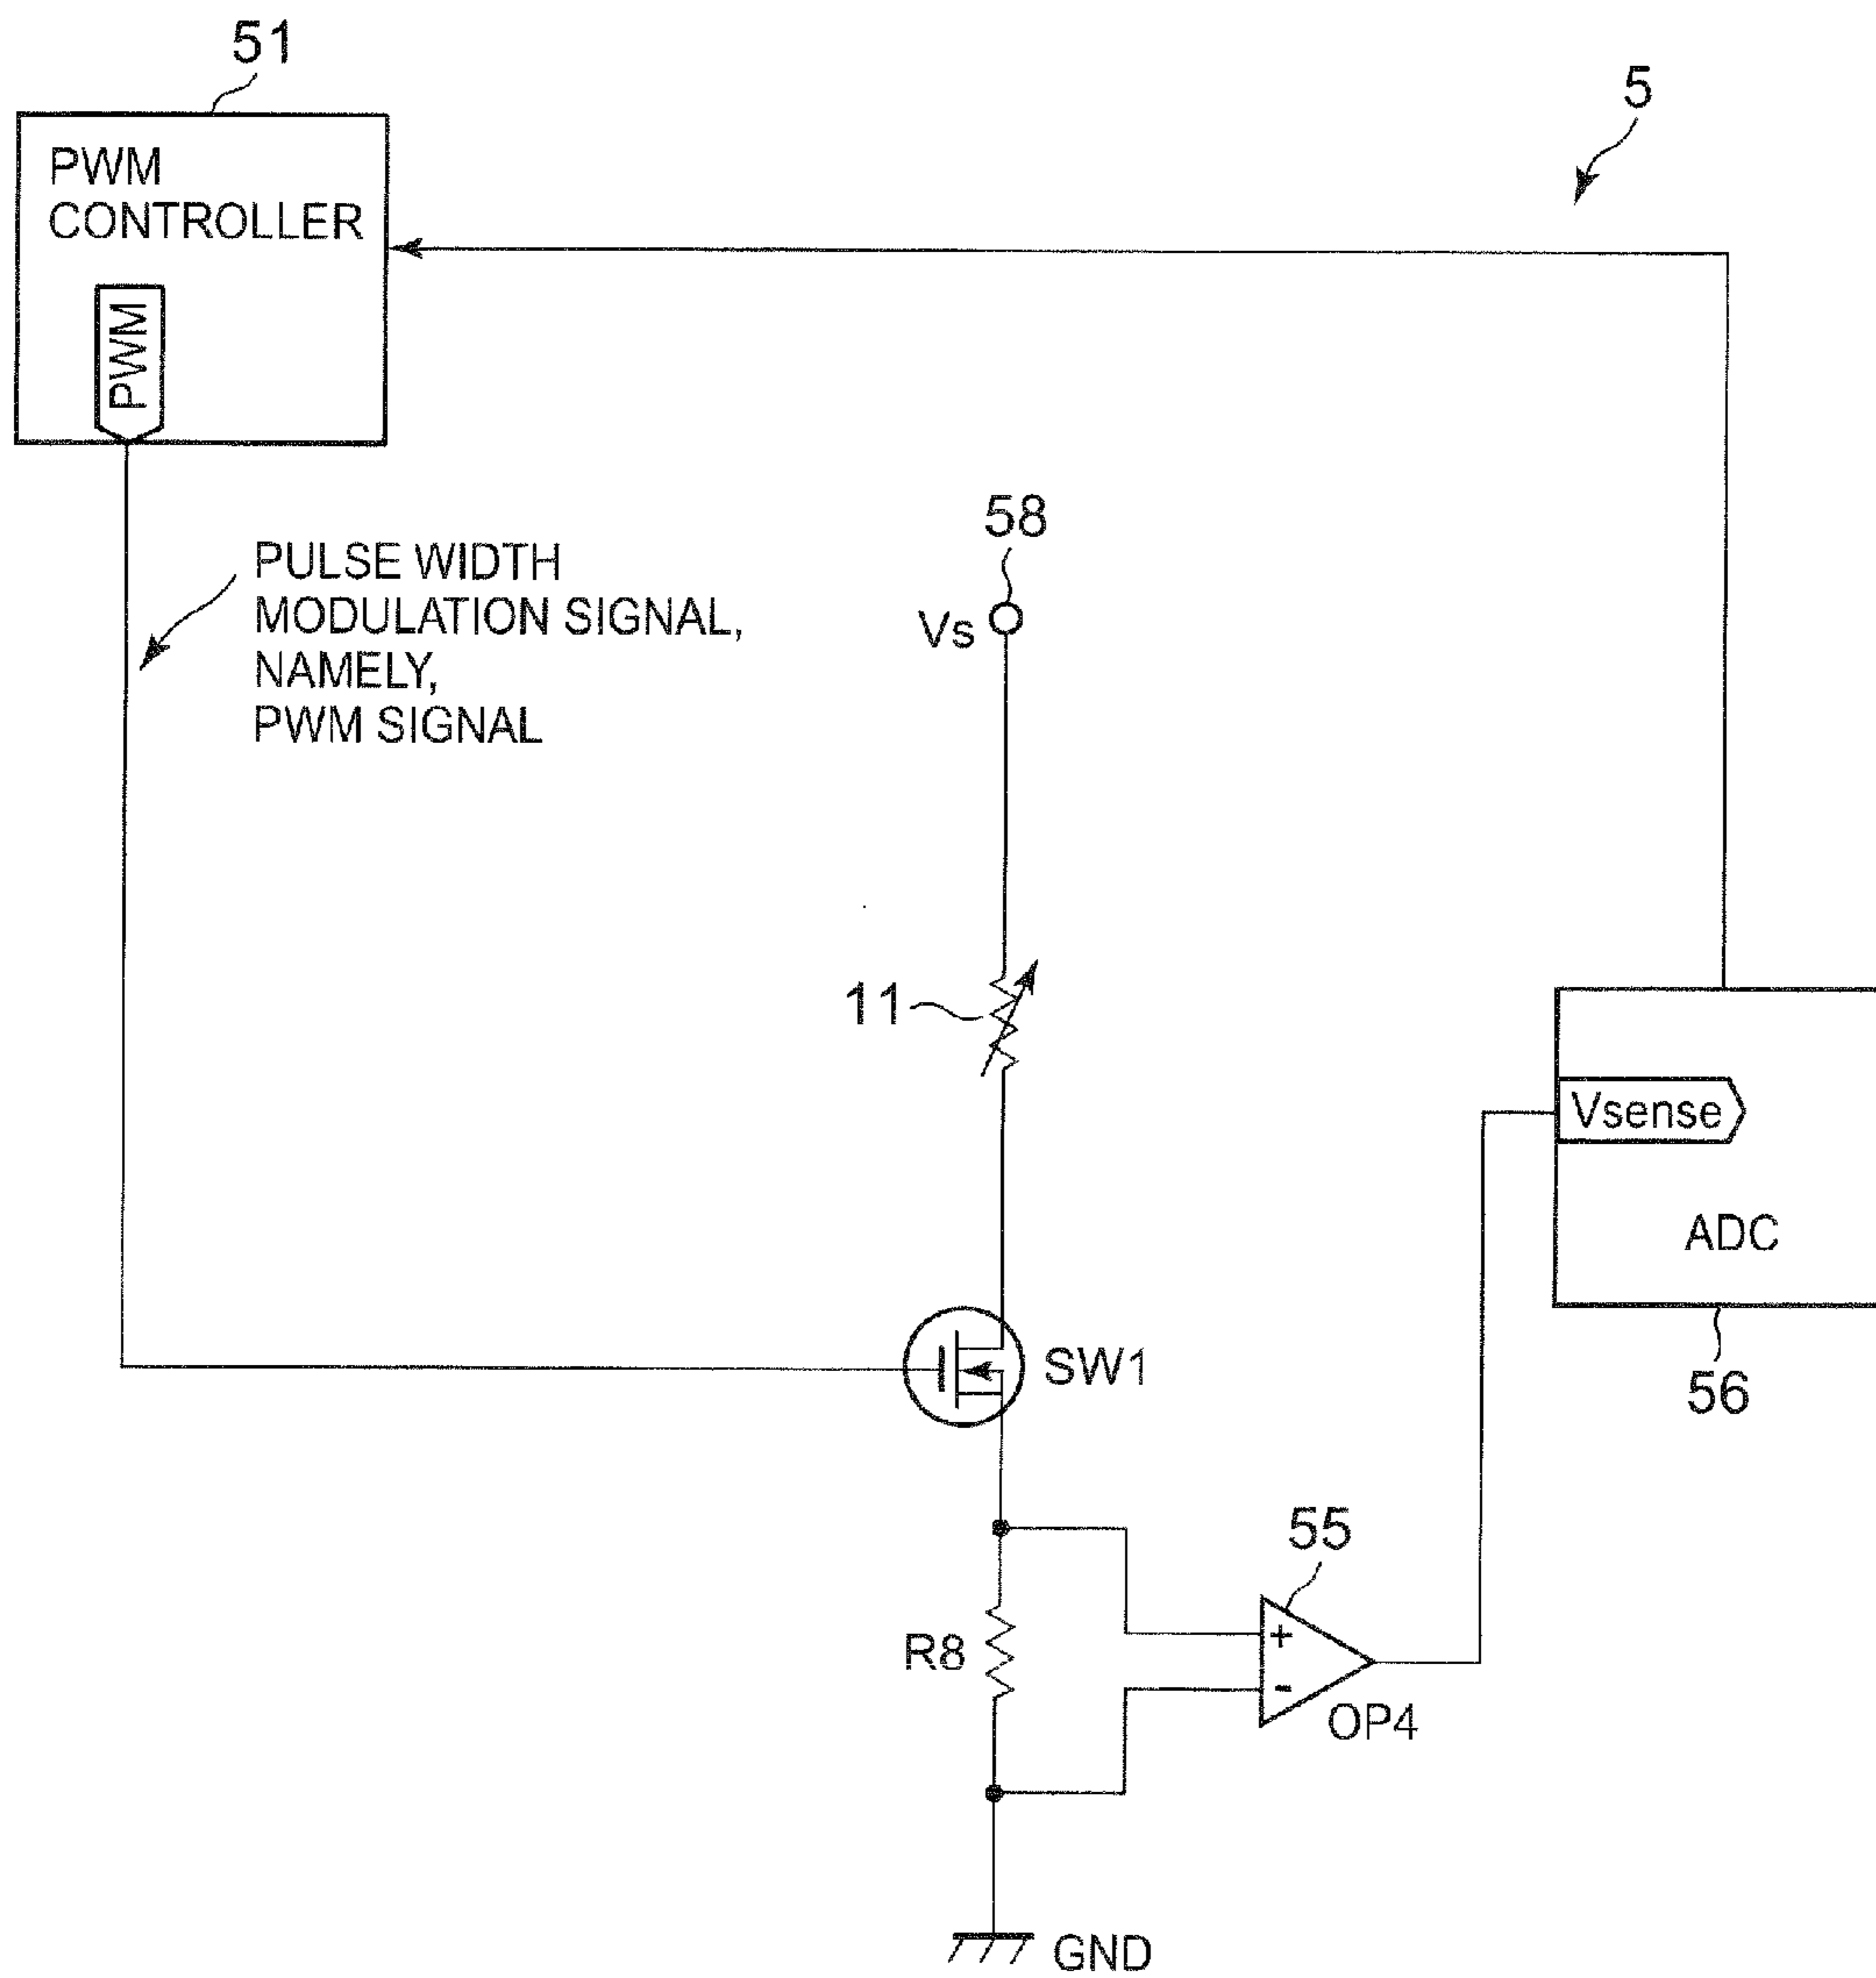 51
5
PWM
CONTROLLER
PWM
58
Vs
PULSE WIDTH
MODULATION SIGNAL,
NAMELY,
PWM SIGNAL
11
Vsense
ADC
SW1
56
55
+
R8
-
OP4
GND